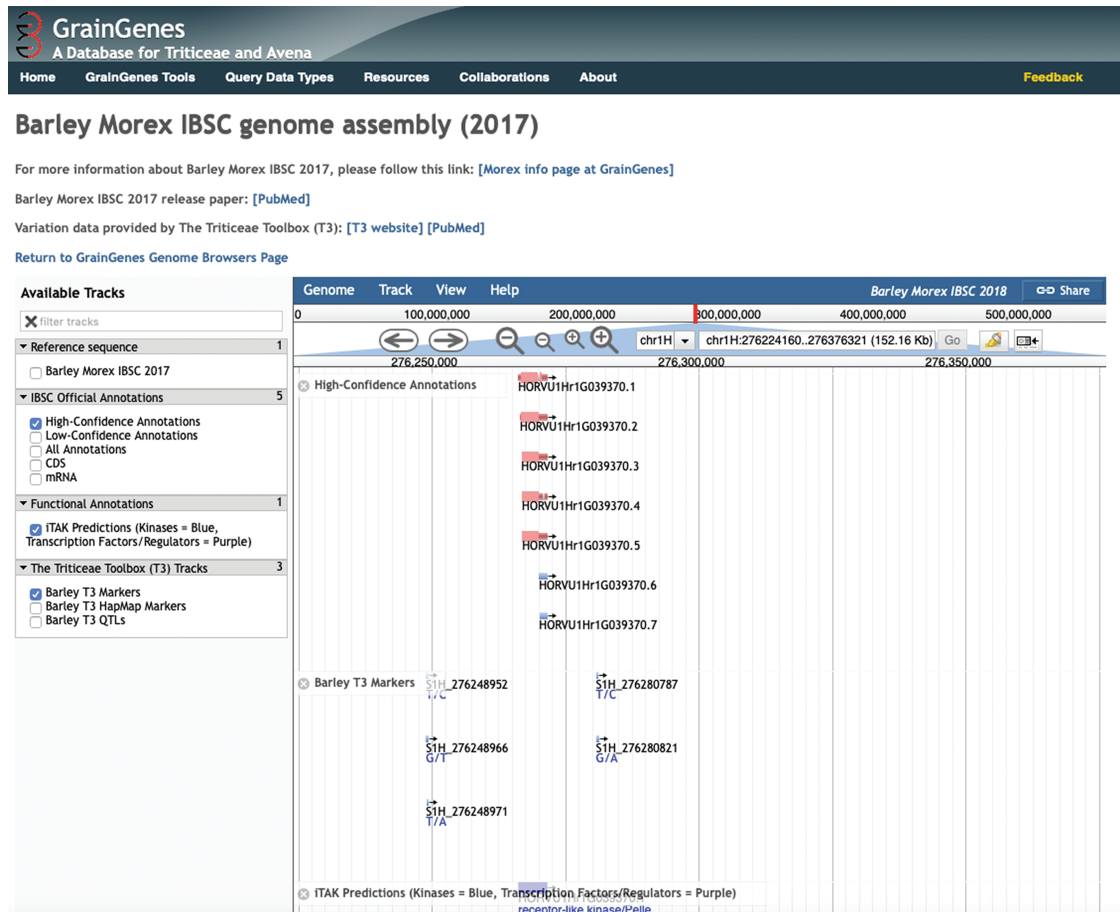 GrainGenes
A Database for Triticeae and Avena
Home GrainGenes Tools Query Data Types Resources Collaborations About Feedback
Barley Morex IBSC genome assembly (2017)
For more information about Barley Morex IBSC 2017, please follow this link: [Morex info page at GrainGenes]
Barley Morex IBSC 2017 release paper: [PubMed]
Variation data provided by The Triticeae Toolbox (T3): [T3 website] [PubMed]
Return to GrainGenes Genome Browsers Page
Available Tracks
filter tracks
Reference sequence 1
Barley Morex IBSC 2017
IBSC Official Annotations 5
High-Confidence Annotations
Low-Confidence Annotations
All Annotations
CDS
mRNA
Functional Annotations 1
iTAK Predictions (Kinases = Blue,
Transcription Factors/Regulators = Purple)
The Triticeae Toolbox (T3) Tracks 3
Barley T3 Markers
Barley T3 HapMap Markers
Barley T3 QTLs
Genome Track View Help Barley Morex IBSC 2018 Share
0 100,000,000 200,000,000 300,000,000 400,000,000 500,000,000
chr1H chr1H:276224160..276376321 (152.16 Kb) Go
276,250,000 276,300,000 276,350,000
High-Confidence Annotations
HORVU1Hr1G039370.1
HORVU1Hr1G039370.2
HORVU1Hr1G039370.3
HORVU1Hr1G039370.4
HORVU1Hr1G039370.5
HORVU1Hr1G039370.6
HORVU1Hr1G039370.7
Barley T3 Markers S1H_276248952 S1H_276280787
T/C T/C
S1H_276248966 S1H_276280821
G/T G/A
S1H_276248971
T/A
iTAK Predictions (Kinases = Blue, Transcription Factors/Regulators = Purple)
receptor-like kinase/Pelle